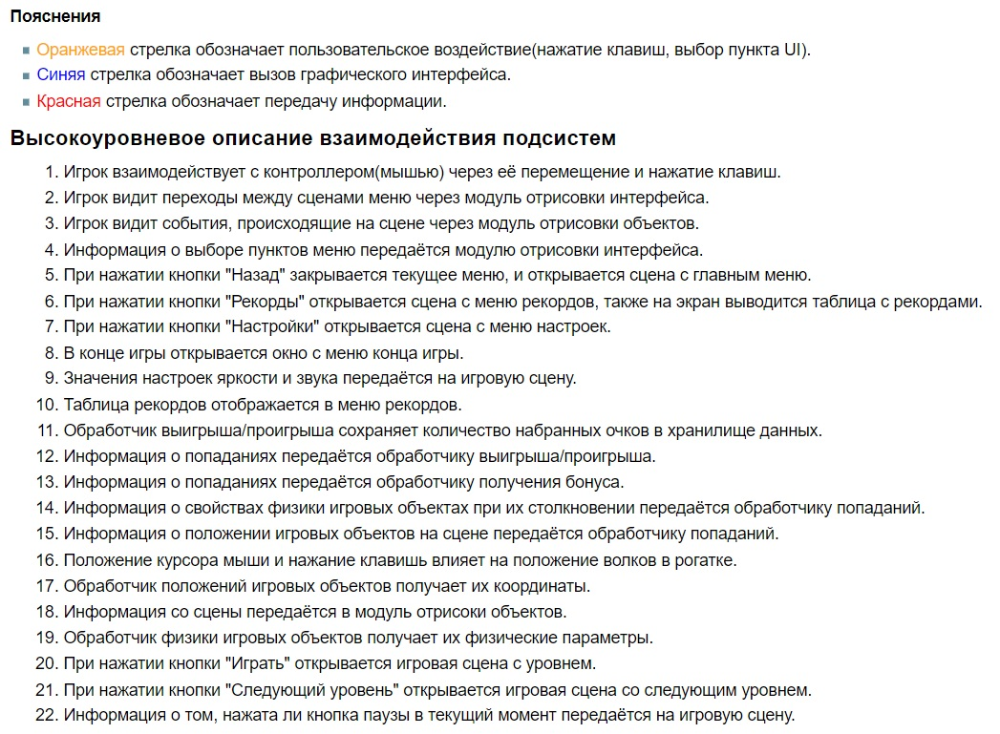 Пояснения
Оранжевая стрелка обозначает пользовательское воздействие(нажатие клавиш, выбор пункта UI).
Синяя стрелка обозначает вызов графического интерфейса.
Красная стрелка обозначает передачу информации.
Высокоуровневое описание взаимодействия подсистем
1. Игрок взаимодействует с контроллером(мышью) через её перемещение и нажатие клавиш.
2. Игрок видит переходы между сценами меню через модуль отрисовки интерфейса.
3. Игрок видит события, происходящие на сцене через модуль отрисовки объектов.
4. Информация о выборе пунктов меню передаётся модулю отрисовки интерфейса.
5. При нажатии кнопки "Назад" закрывается текущее меню, и открывается сцена с главным меню.
6. При нажатии кнопки "Рекорды" открывается сцена с меню рекордов, также на экран выводится таблица с рекордами.
7. При нажатии кнопки "Настройки" открывается сцена с меню настроек.
8. В конце игры открывается окно с меню конца игры.
9. Значения настроек яркости и звука передаётся на игровую сцену.
10. Таблица рекордов отображается в меню рекордов.
11. Обработчик выигрыша/проигрыша сохраняет количество набранных очков в хранилище данных.
12. Информация о попаданиях передаётся обработчику выигрыша/проигрыша.
13. Информация о попаданиях передаётся обработчику получения бонуса.
14. Информация о свойствах физики игровых объектах при их столкновении передаётся обработчику попаданий.
15. Информация о положении игровых объектов на сцене передаётся обработчику попаданий.
16. Положение курсора мыши и нажание клавишь влияет на положение волков в рогатке.
17. Обработчик положений игровых объектов получает их координаты.
18. Информация со сцены передаётся в модуль отрисоки объектов.
19. Обработчик физики игровых объектов получает их физические параметры.
20. При нажатии кнопки "Играть" открывается игровая сцена с уровнем.
21. При нажатии кнопки "Следующий уровень" открывается игровая сцена со следующим уровнем.
22. Информация о том, нажата ли кнопка паузы в текущий момент передаётся на игровую сцену.